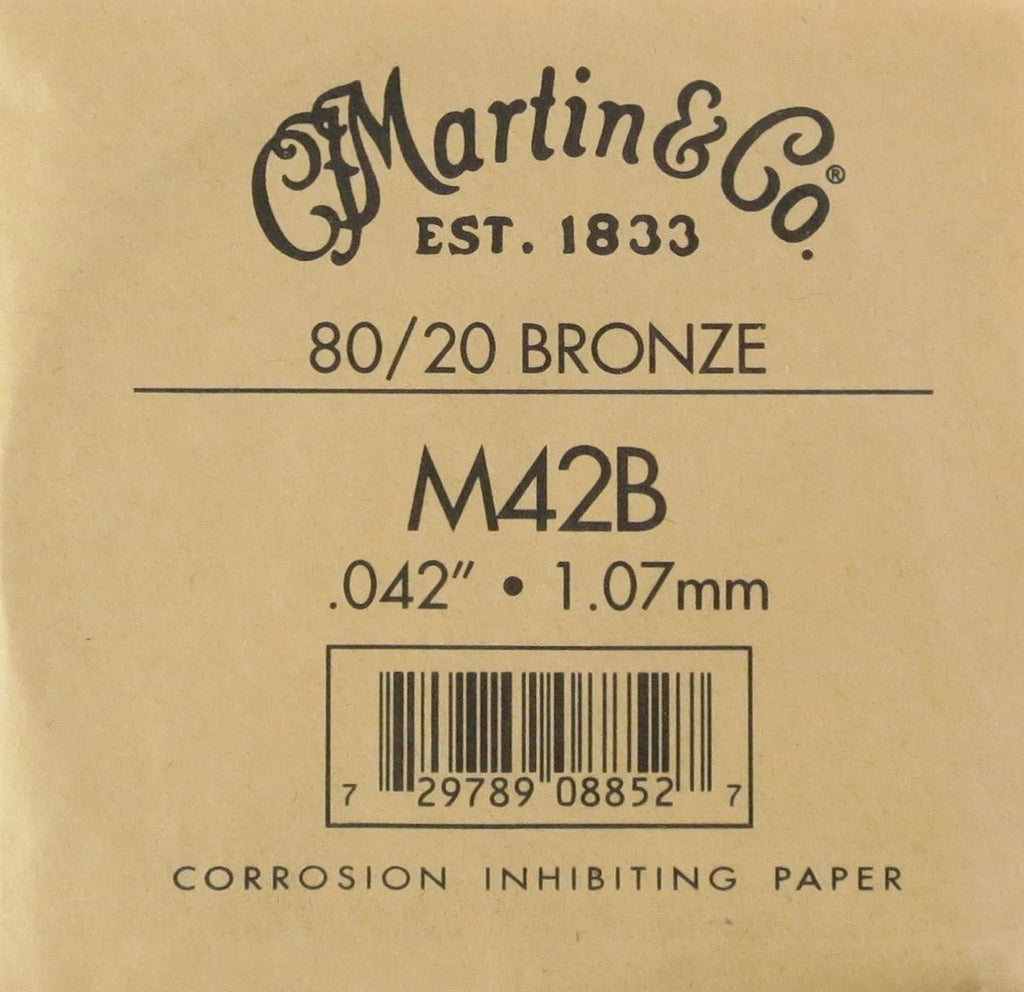 CFMartin & Co.®
EST. 1833
80/20 BRONZE
M42B
.042" • 1.07mm
7 29789 08852 7
CORROSION INHIBITING PAPER